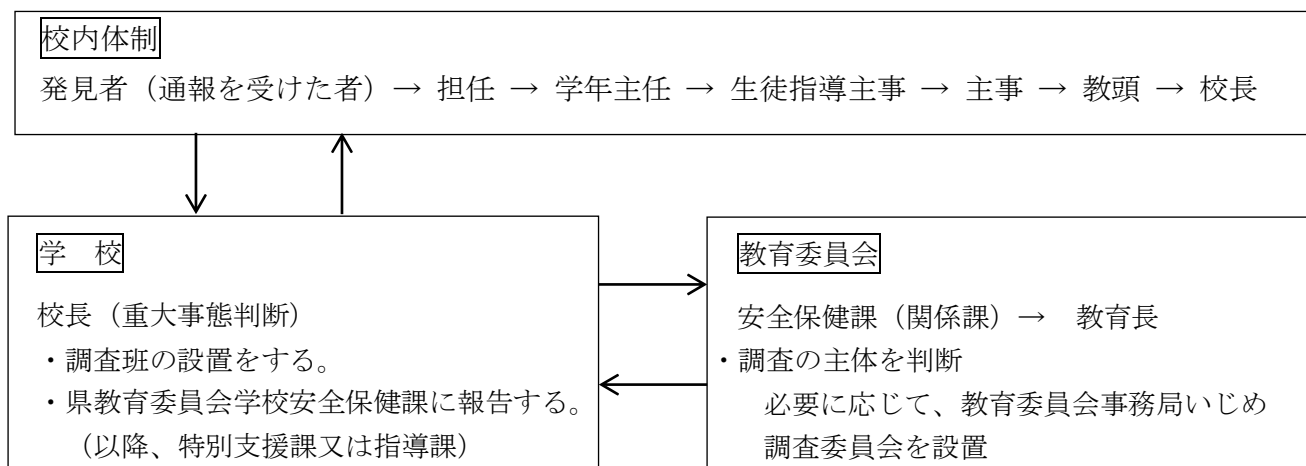 校内体制
発見者（通報を受けた者）→ 担任 → 学年主任 → 生徒指導主事 → 主事 → 教頭 → 校長
学　校
校長（重大事態判断）
・調査班の設置をする。
・県教育委員会学校安全保健課に報告する。
（以降、特別支援課又は指導課）
教育委員会
安全保健課（関係課）→　教育長
・調査の主体を判断
必要に応じて、教育委員会事務局いじめ
調査委員会を設置